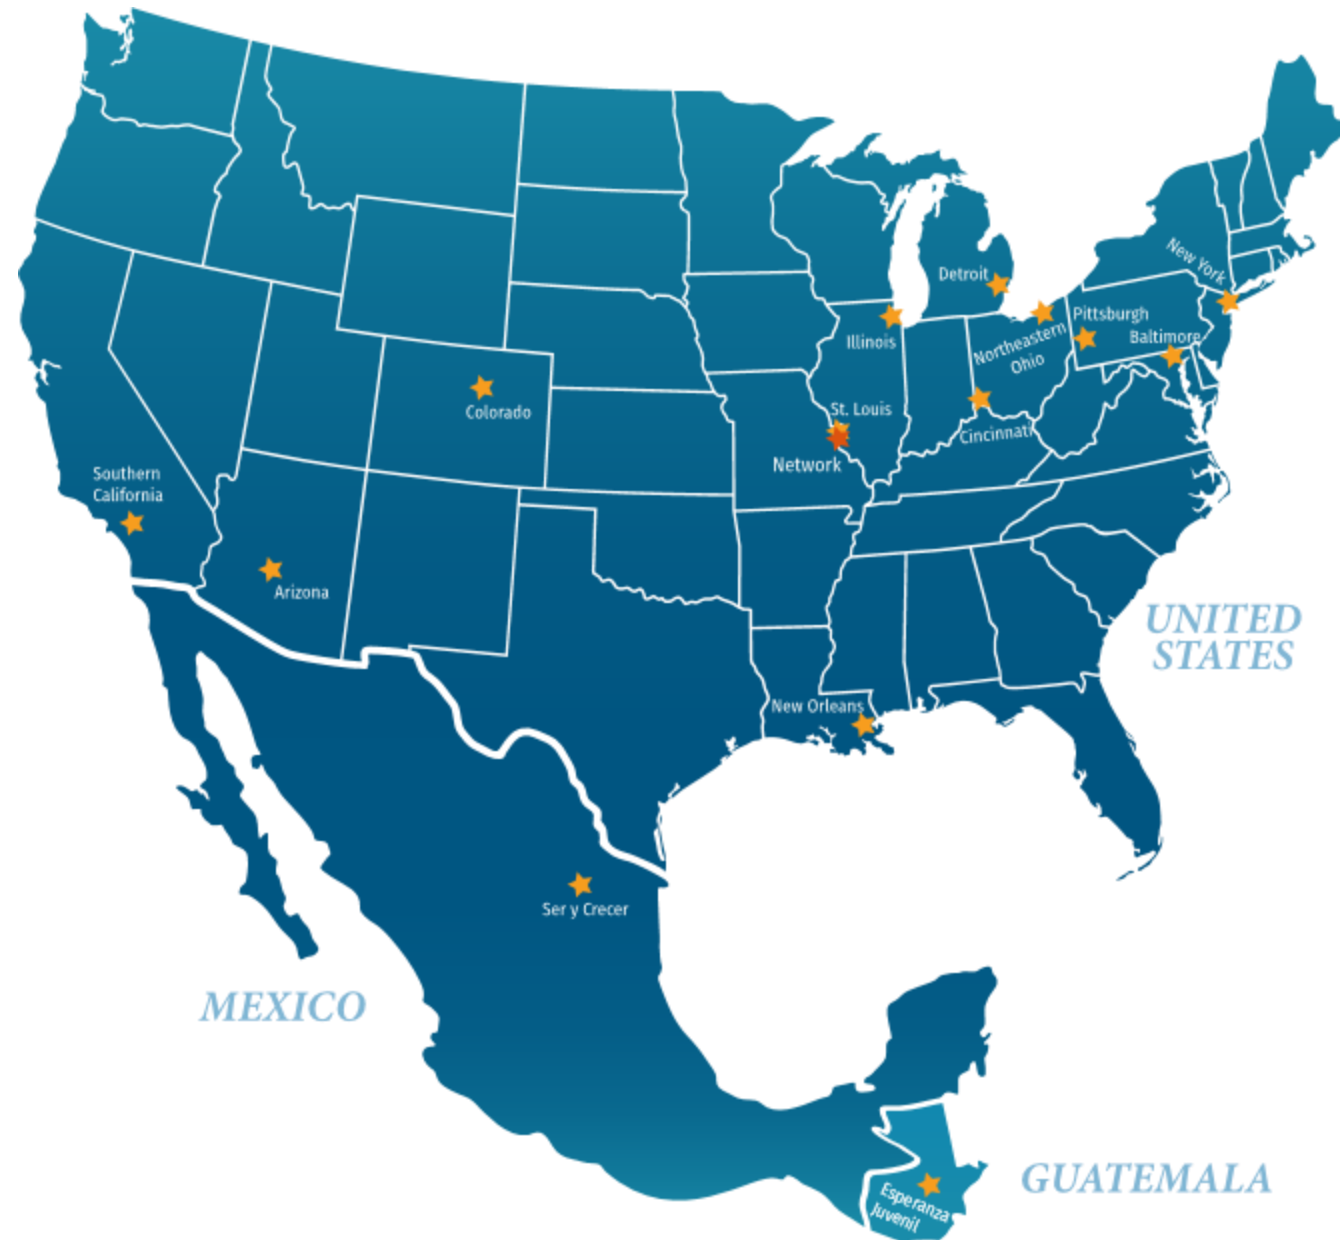 New York
Detroit
Pittsburgh
Baltimore
Illinois
Northeastern
Ohio
Colorado
St. Louis
Cincinnati
Network
Southern
California
Arizona
UNITED
STATES
New Orleans
Ser y Crecer
MEXICO
GUATEMALA
Esperanza
Juvenil